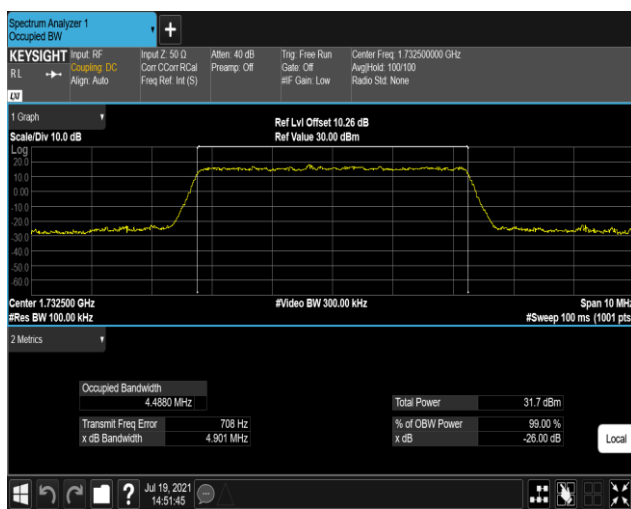 Spectrum Analyzer 1
Occupied BW
+
KEYSIGHT
RL
LXI
Input: RF
Coupling: DC
Align: Auto
Input Z: 50 Ω
Corr CCorr RCal
Freq Ref: Int (S)
Atten: 40 dB
Preamp: Off
Trig: Free Run
Gate: Off
#IF Gain: Low
Center Freq: 1.732500000 GHz
Avg|Hold: 100/100
Radio Std: None
1 Graph
Scale/Div 10.0 dB
Ref Lvl Offset 10.26 dB
Ref Value 30.00 dBm
Log
20.0
10.0
0.00
-10.0
-20.0
-30.0
-40.0
-50.0
-60.0
Center 1.732500 GHz
#Video BW 300.00 kHz
Span 10 MHz
#Res BW 100.00 kHz
#Sweep 100 ms (1001 pts
2 Metrics
Occupied Bandwidth
4.4880 MHz
Total Power 31.7 dBm
Transmit Freq Error 708 Hz
% of OBW Power 99.00 %
x dB Bandwidth 4.901 MHz
x dB -26.00 dB
Local
?
Jul 19, 2021
14:51:45